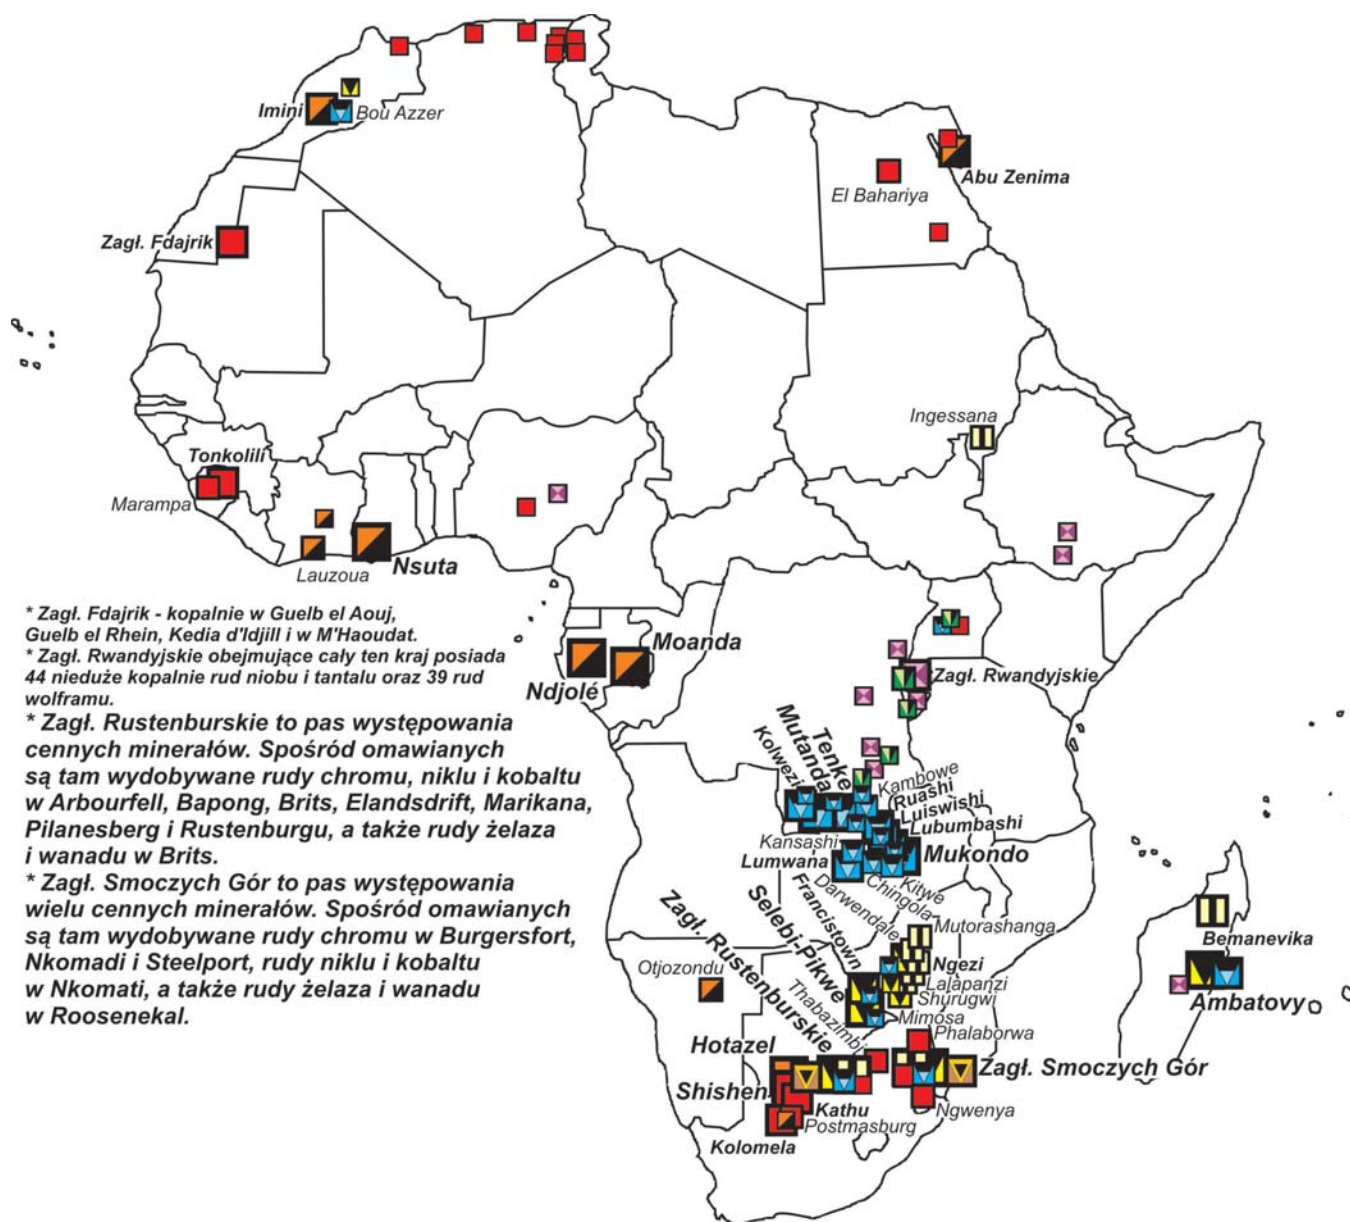 Imini
Bou Azzer
El Bahariya
Abu Zenima
Zagł. Fdajrik
Ingessana
Tonkolili
Marampa
Lauzoua
Nsuta
* Zagł. Fdajrik - kopalnie w Guelb el Aouj,
Guelb el Rhein, Kedia d'Idjill i w M'Haoudat.
* Zagł. Rwandyjskie obejmujące cały ten kraj posiada
44 nieduże kopalnie rud niobu i tantalu oraz 39 rud
wolframu.
* Zagł. Rustenburskie to pas występowania
cennych minerałów. Spośród omawianych
są tam wydobywane rudy chromu, niklu i kobaltu
w Arbourfell, Bapong, Brits, Elandsdrift, Marikana,
Pilanesberg i Rustenburgu, a także rudy żelaza
i wanadu w Brits.
* Zagł. Smoczych Gór to pas występowania
wielu cennych minerałów. Spośród omawianych
są tam wydobywane rudy chromu w Burgersfort,
Nkomadi i Steelport, rudy niklu i kobaltu
w Nkomati, a także rudy żelaza i wanadu
w Roosenekal.
Moanda
Ndjolé
Zagł. Rwandyjskie
Tenke
Mutanda
Kolwezi
Kambowe
Ruashi
Luiswishi
Lubumbashi
Kansashi
Lumwana
Mukondo
Kitwe
Chingola
Darwendale
Francistown
Selebi-Pikwe
Zagł. Rustenburskie
Mutorashanga
Bemanevika
Ngezi
Lalapanzi
Shurugwi
Ambatovy
Otjozondu
Thabazimbi
Mimosa
Phalaborwa
Hotazel
Zagł. Smoczych Gór
Shishen
Kathu
Ngwenya
Postmasburg
Kolomela